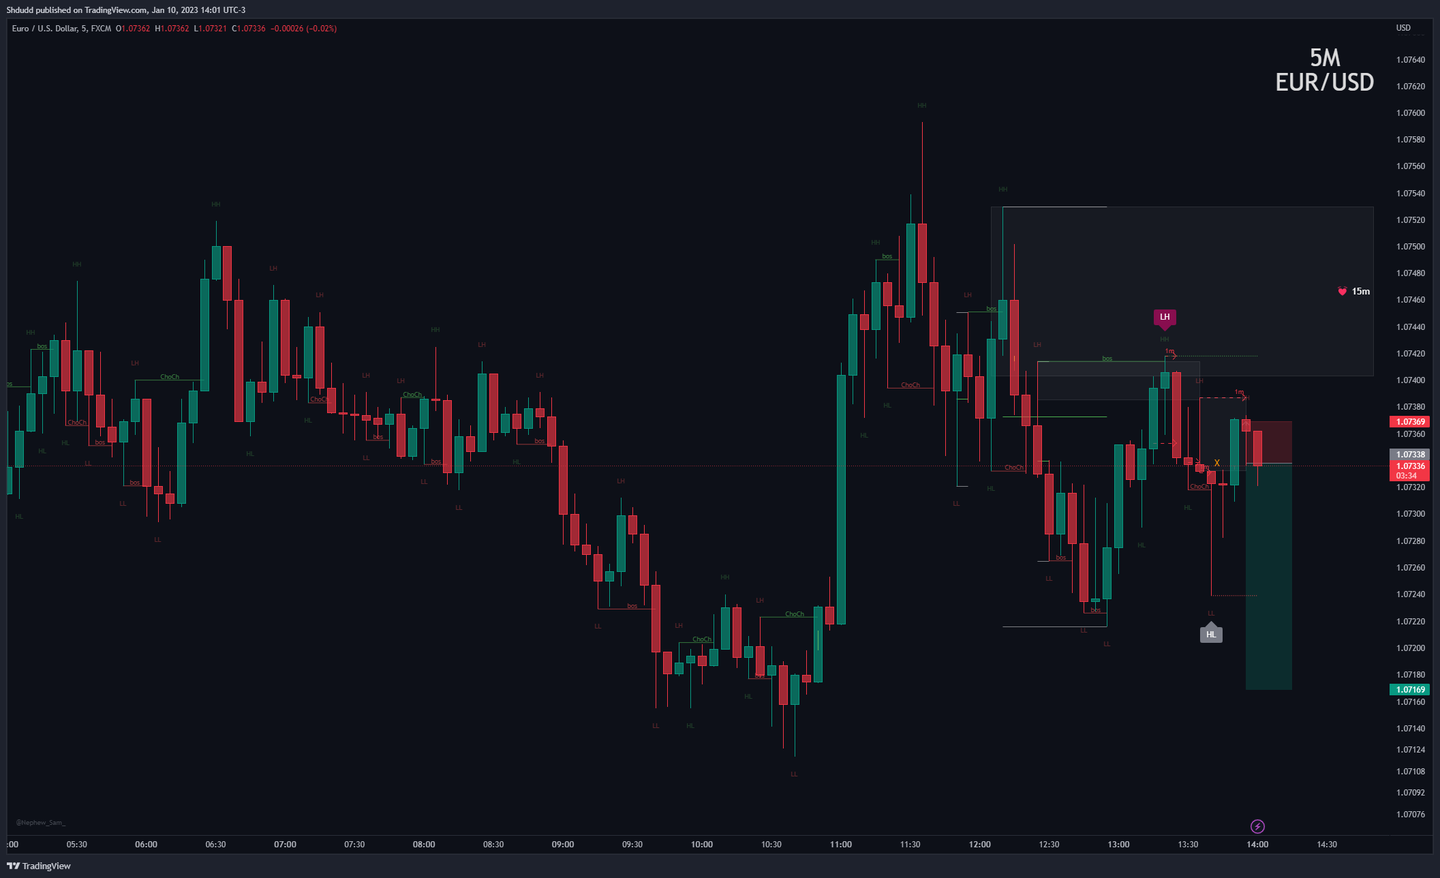 Shdudd published on TradingView.com, Jan 10, 2023 14:01 UTC-3
Euro / U.S. Dollar, 5, FXCM O1.07362 H1.07362 L1.07321 C1.07336 −0.00026 (−0.02%)
USD
5M
EUR/USD
1.07640
1.07620
1.07600
1.07580
1.07560
1.07540
1.07520
1.07500
1.07480
1.07460
1.07440
1.07420
1.07400
1.07380
1.07369
1.07360
1.07338
1.07336
03:34
1.07320
1.07300
1.07280
1.07260
1.07240
1.07220
1.07200
1.07180
1.07169
1.07160
1.07140
1.07124
1.07108
1.07092
1.07076
HH
HH
HH
HH
HH
15m
LH
HH
LH
LH
bos
bos
LH
LH
1m
bos
HH
bos
LH
LH
LH
LH
HH
ChoCh
ChoCh
ChoCh
LH
LH
1m
ChoCh
ChoCh
bos
bos
bos
HL
HL
HL
HL
HL
LL
LL
bos
bos
ChoCh
X
ChoCh
LL
LH
HL
LL
LL
HL
HL
LL
HL
bos
LL
HH
LH
bos
LL
bos
ChoCh
LL
LL
LH
ChoCh
LL
HL
LL
HL
HL
LL
@Nephew_Sam_
:00 05:30 06:00 06:30 07:00 07:30 08:00 08:30 09:00 09:30 10:00 10:30 11:00 11:30 12:00 12:30 13:00 13:30 14:00 14:30
TradingView